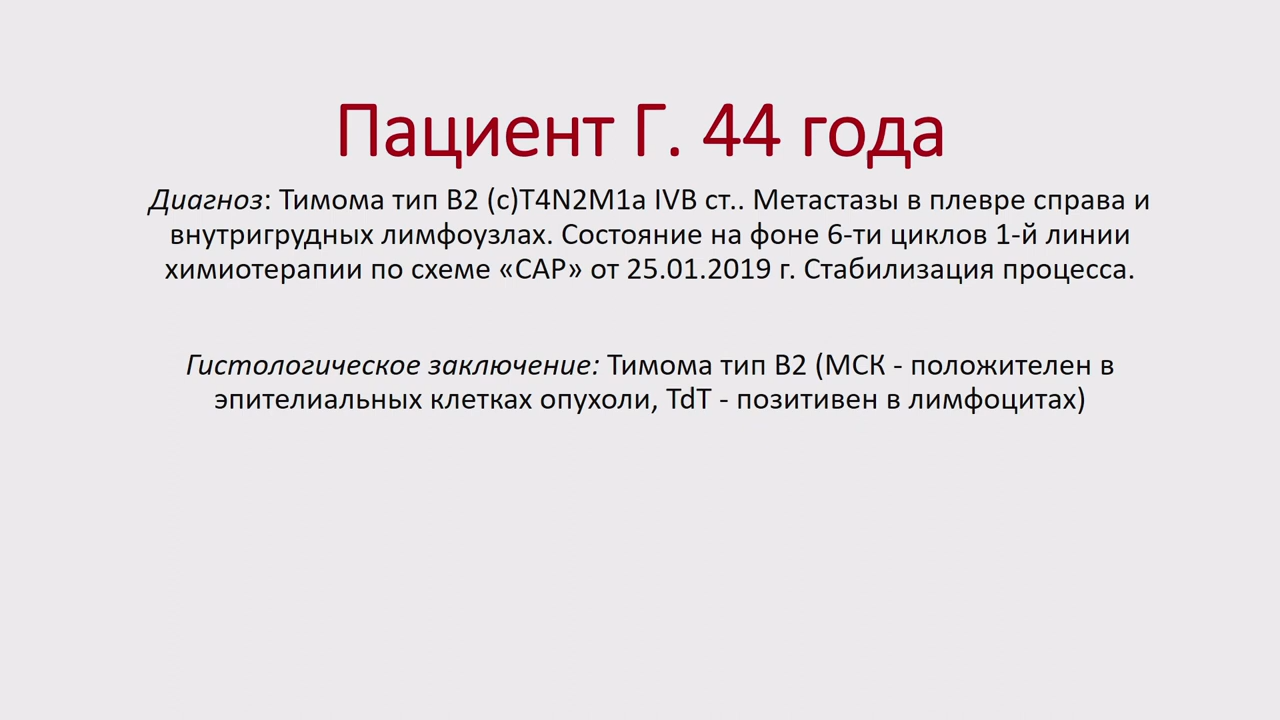 Пациент Г. 44 года
Диагноз: Тимома тип В2 (c)T4N2M1a IVB ст.. Метастазы в плевре справа и
внутригрудных лимфоузлах. Состояние на фоне 6-ти циклов 1-й линии
химиотерапии по схеме «САР» от 25.01.2019 г. Стабилизация процесса.
Гистологическое заключение: Тимома тип В2 (МСК - положителен в
эпителиальных клетках опухоли, TdT - позитивен в лимфоцитах)